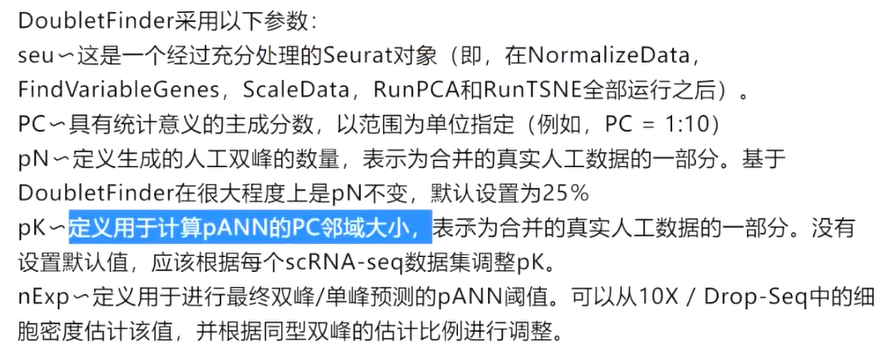 DoubletFinder采用以下参数：
seu〜这是一个经过充分处理的Seurat对象（即，在NormalizeData，
FindVariableGenes，ScaleData，RunPCA和RunTSNE全部运行之后）。
PC〜具有统计意义的主成分数，以范围为单位指定（例如，PC = 1:10）
pN〜定义生成的人工双峰的数量，表示为合并的真实人工数据的一部分。基于
DoubletFinder在很大程度上是pN不变，默认设置为25%
pK〜定义用于计算pANN的PC邻域大小，表示为合并的真实人工数据的一部分。没有
设置默认值，应该根据每个scRNA-seq数据集调整pK。
nExp〜定义用于进行最终双峰/单峰预测的pANN阈值。可以从10X / Drop-Seq中的细
胞密度估计该值，并根据同型双峰的估计比例进行调整。